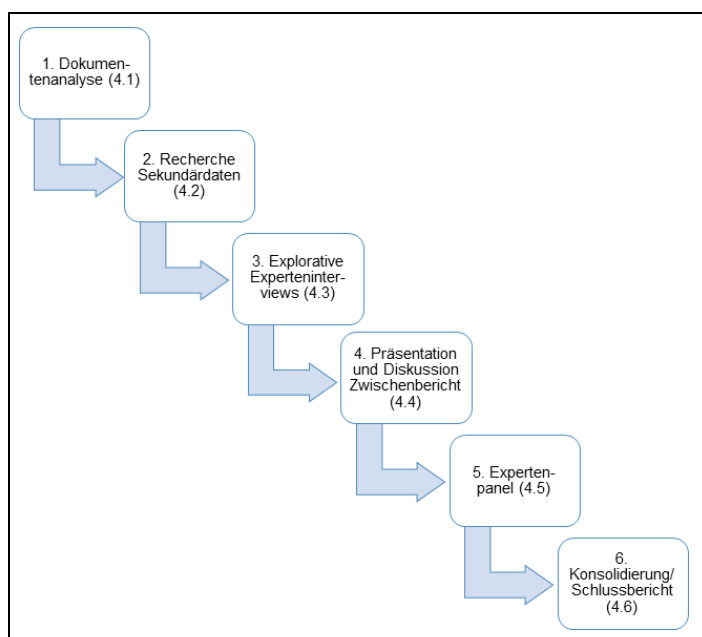 1. Dokumen-
tenanalyse (4.1)
2. Recherche
Sekundärdaten
(4.2)
3. Explorative
Experteninter-
views (4.3)
4. Präsentation
und Diskussion
Zwischenbericht
(4.4)
5. Experten-
panel (4.5)
6.
Konsolidierung/
Schlussbericht
(4.6)